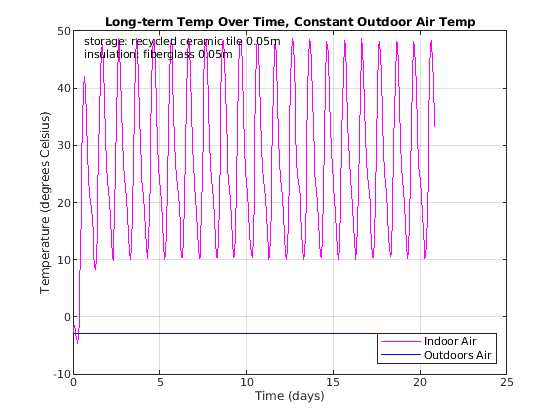 Long-term Temp Over Time, Constant Outdoor Air Temp
storage: recycled ceramic tile 0.05m
insulation: fiberglass 0.05m
50
40
30
20
10
0
-10
Temperature (degrees Celsius)
0
5
10
15
20
25
Time (days)
Indoor Air
Outdoors Air